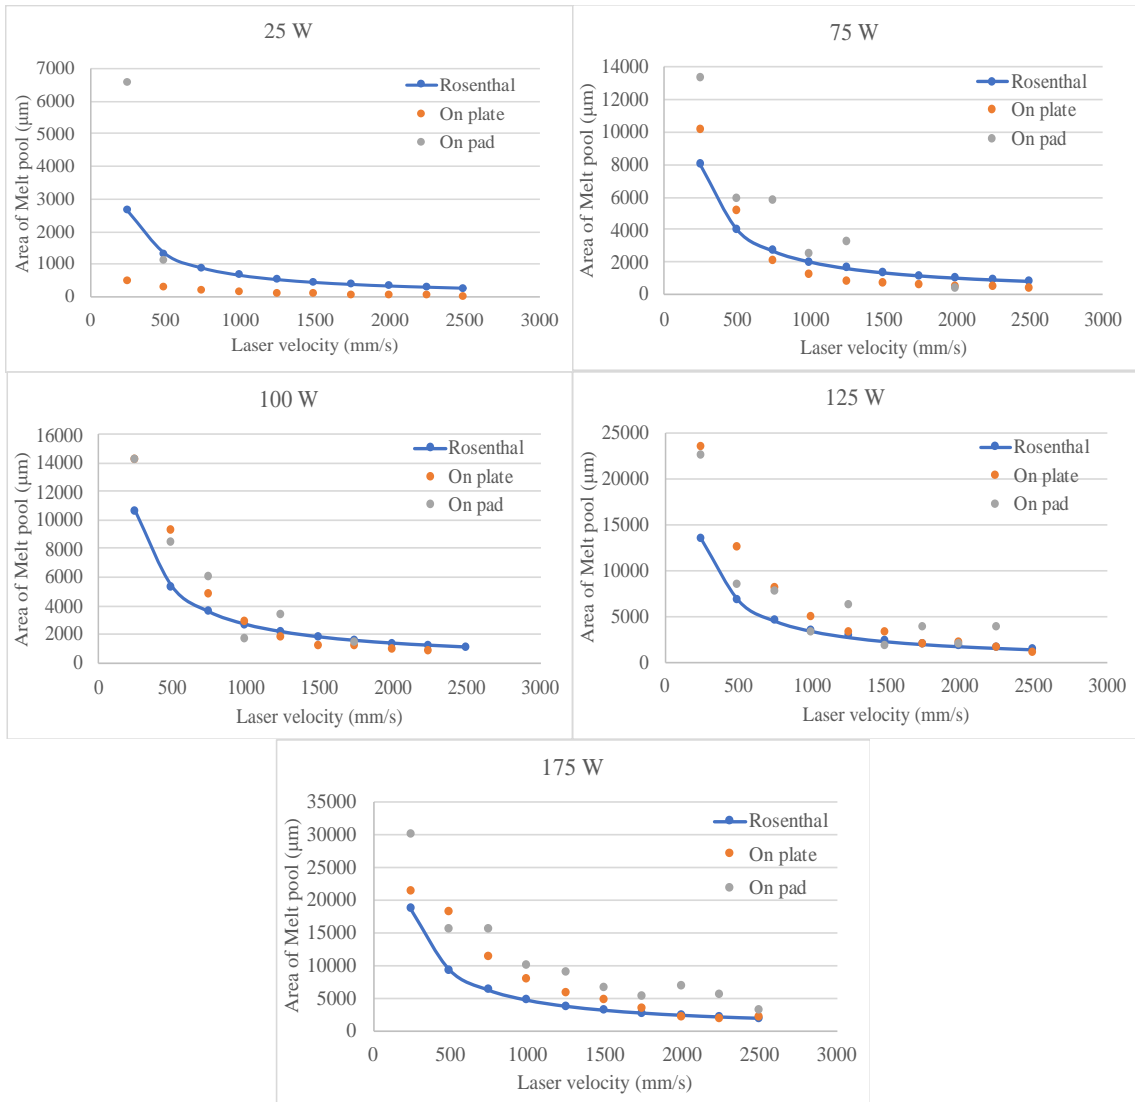 25 W
Area of Melt pool (µm)
7000
6000
5000
4000
3000
2000
1000
0
Rosenthal
On plate
On pad
0 500 1000 1500 2000 2500 3000
Laser velocity (mm/s)
75 W
Area of Melt pool (µm)
14000
12000
10000
8000
6000
4000
2000
0
Rosenthal
On plate
On pad
0 500 1000 1500 2000 2500 3000
Laser velocity (mm/s)
100 W
Area of Melt pool (µm)
16000
14000
12000
10000
8000
6000
4000
2000
0
Rosenthal
On plate
On pad
0 500 1000 1500 2000 2500 3000
Laser velocity (mm/s)
125 W
Area of Melt pool (µm)
25000
20000
15000
10000
5000
0
Rosenthal
On plate
On pad
0 500 1000 1500 2000 2500 3000
Laser velocity (mm/s)
175 W
Area of Melt pool (µm)
35000
30000
25000
20000
15000
10000
5000
0
Rosenthal
On plate
On pad
0 500 1000 1500 2000 2500 3000
Laser velocity (mm/s)